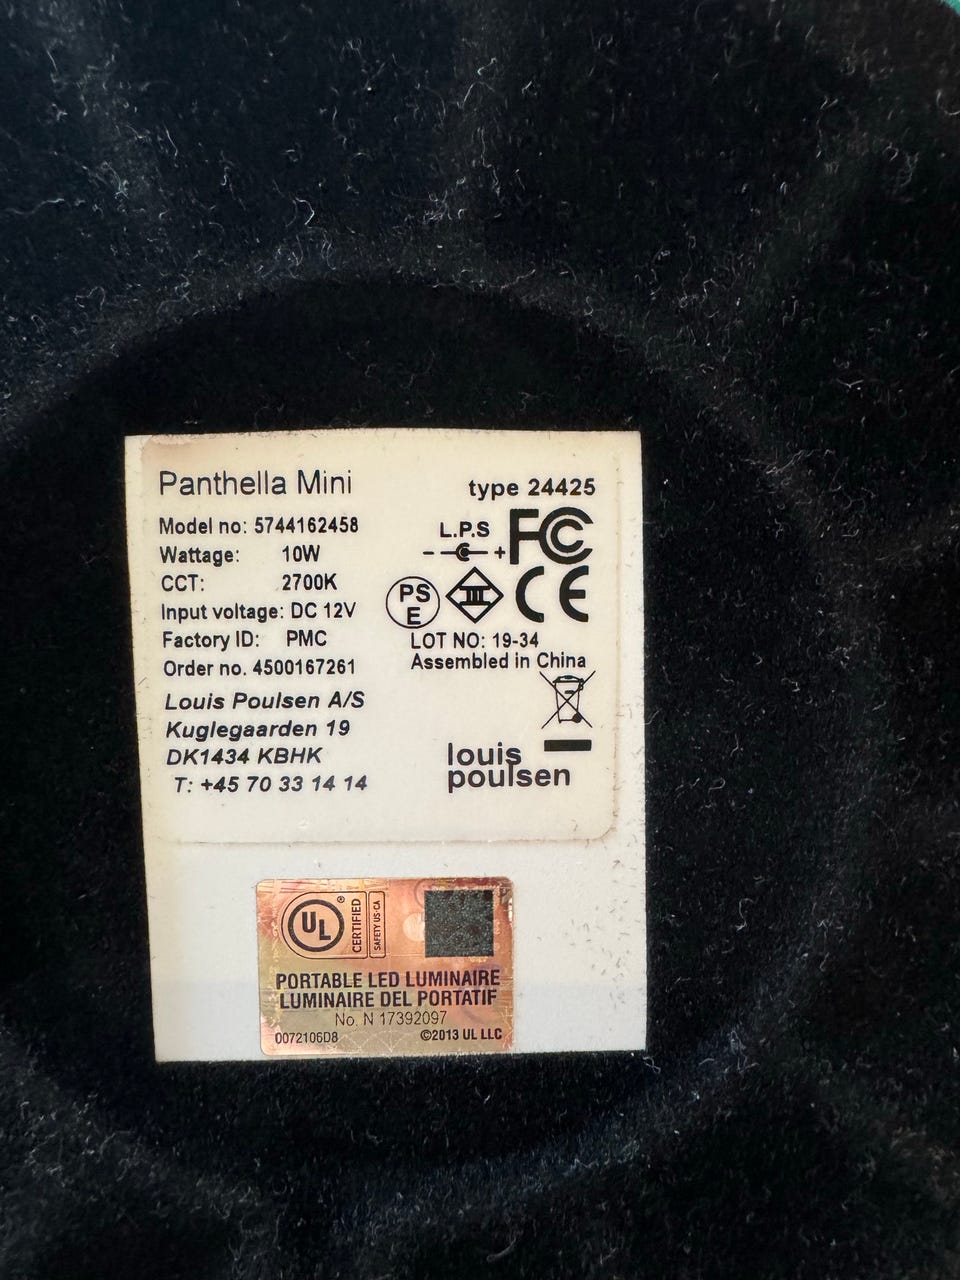 Panthella Mini
type 24425
Model no: 5744162458
Wattage: 10W
CCT: 2700K
Input voltage: DC 12V
Factory ID: PMC
Order no. 4500167261
L.P.S
- +
FC
PS
E
III
CE
LOT NO: 19-34
Assembled in China
Louis Poulsen A/S
Kuglegaarden 19
DK1434 KBHK
T: +45 70 33 14 14
louis
poulsen
UL ®
CERTIFIED
SAFETY US-CA
PORTABLE LED LUMINAIRE
LUMINAIRE DEL PORTATIF
No. N 17392097
0072106D8 ©2013 UL LLC